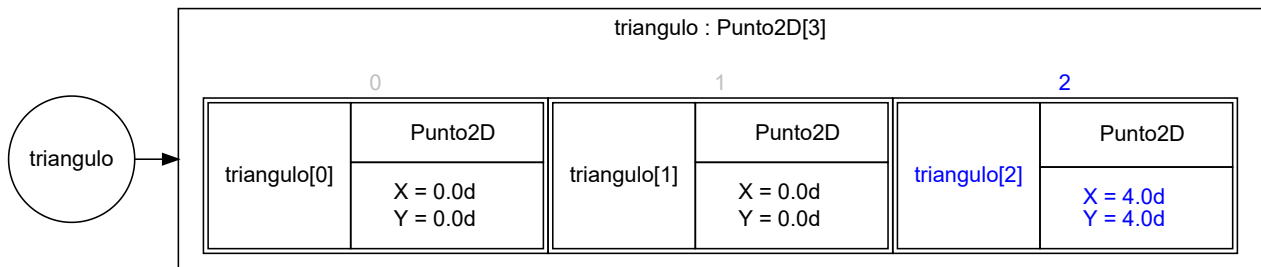 triangulo : Punto2D[3]
0 1 2
triangulo
triangulo[0]
Punto2D
X = 0.0d
Y = 0.0d
triangulo[1]
Punto2D
X = 0.0d
Y = 0.0d
triangulo[2]
Punto2D
X = 4.0d
Y = 4.0d